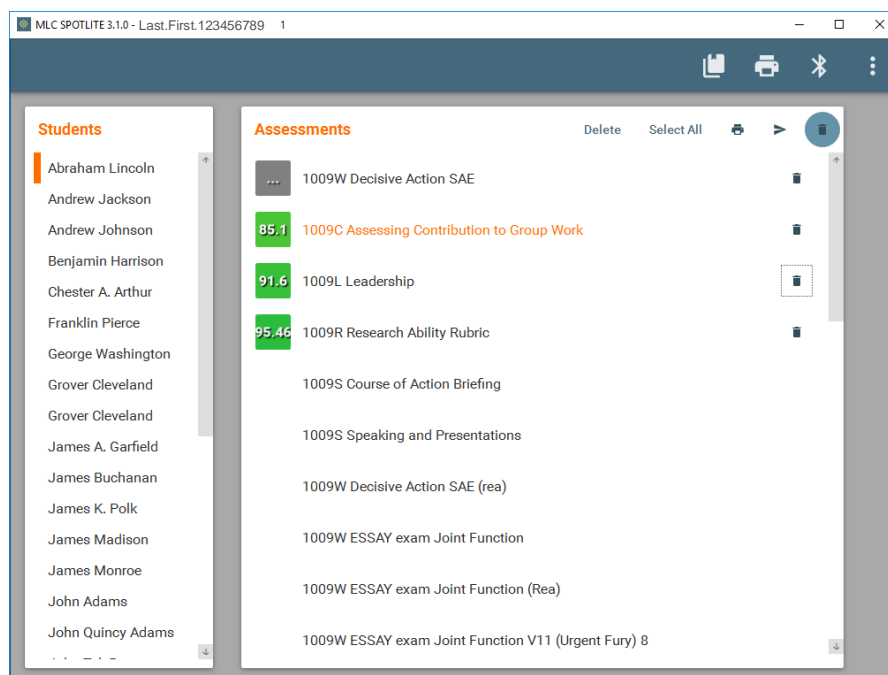 MLC SPOTLITE 3.1.0 - Last.First.123456789 1
Students
Abraham Lincoln
Andrew Jackson
Andrew Johnson
Benjamin Harrison
Chester A. Arthur
Franklin Pierce
George Washington
Grover Cleveland
Grover Cleveland
James A. Garfield
James Buchanan
James K. Polk
James Madison
James Monroe
John Adams
John Quincy Adams
Assessments
Delete Select All
... 1009W Decisive Action SAE
85.1 1009C Assessing Contribution to Group Work
91.6 1009L Leadership
95.46 1009R Research Ability Rubric
1009S Course of Action Briefing
1009S Speaking and Presentations
1009W Decisive Action SAE (rea)
1009W ESSAY exam Joint Function
1009W ESSAY exam Joint Function (Rea)
1009W ESSAY exam Joint Function V11 (Urgent Fury) 8